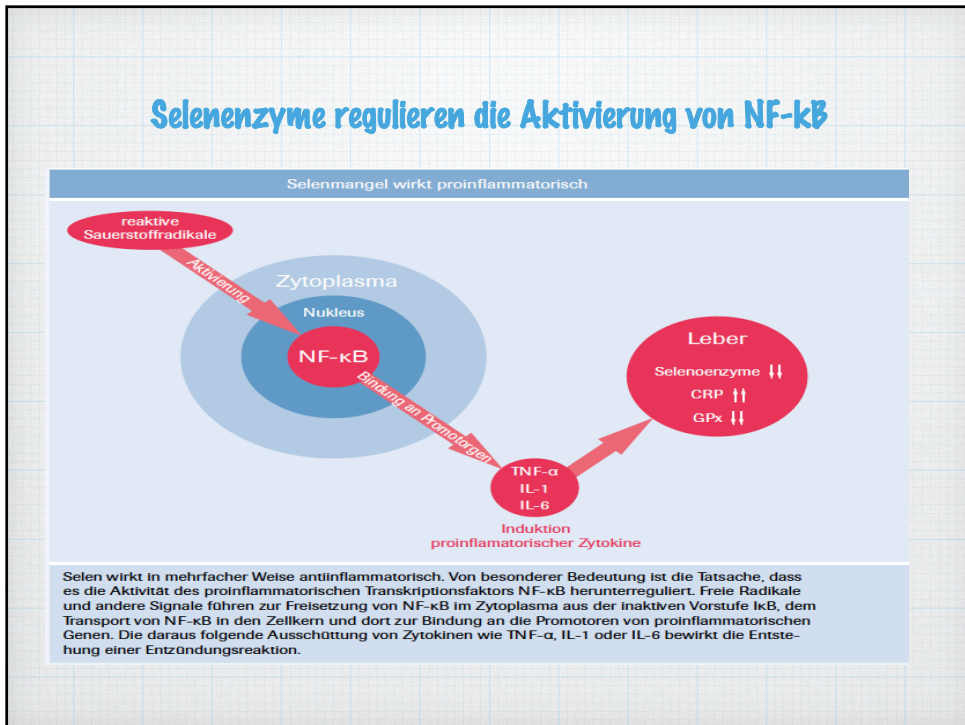 Selenenzyme regulieren die Aktivierung von NF-kB
Selenmangel wirkt proinflammatorisch
reaktive
Sauerstoffradikale
Aktivierung
Zytoplasma
Nukleus
NF-κB
Bindung an Promotorgen
TNF-α
IL-1
IL-6
Induktion
proinflamatorischer Zytokine
Leber
Selenoenzyme ↓↓
CRP ↑↑
GPx ↓↓
Selen wirkt in mehrfacher Weise antiinflammatorisch. Von besonderer Bedeutung ist die Tatsache, dass
es die Aktivität des proinflammatorischen Transkriptionsfaktors NF-κB herunterreguliert. Freie Radikale
und andere Signale führen zur Freisetzung von NF-κB im Zytoplasma aus der inaktiven Vorstufe IκB, dem
Transport von NF-κB in den Zellkern und dort zur Bindung an die Promotoren von proinflammatorischen
Genen. Die daraus folgende Ausschüttung von Zytokinen wie TNF-α, IL-1 oder IL-6 bewirkt die Entste-
hung einer Entzündungsreaktion.